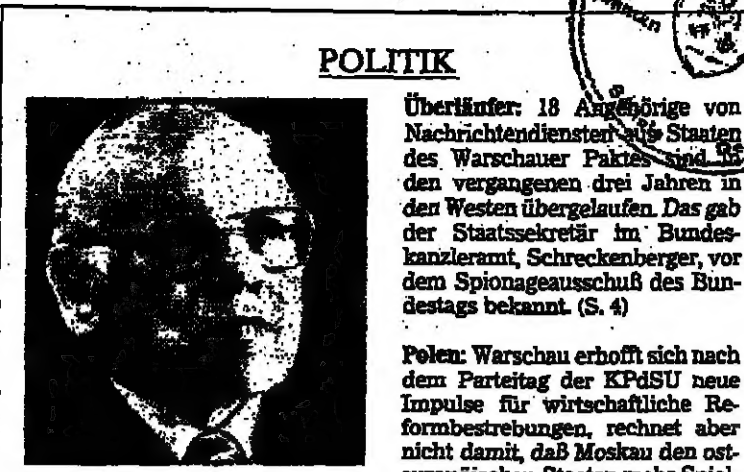 POLITIK
Überläufer: 18 Angehörige von
Nachrichtendiensten aus Staaten
des Warschauer Paktes sind in
den vergangenen drei Jahren in
den Westen übergelaufen. Das gab
der Staatssekretär im Bundes-
kanzleramt, Schreckenberger, vor
dem Spionageausschuß des Bun-
destags bekannt. (S. 4)
Polen: Warschau erhofft sich nach
dem Parteitag der KPdSU neue
Impulse für wirtschaftliche Re-
formbestrebungen, rechnet aber
nicht damit, daß Moskau den ost-